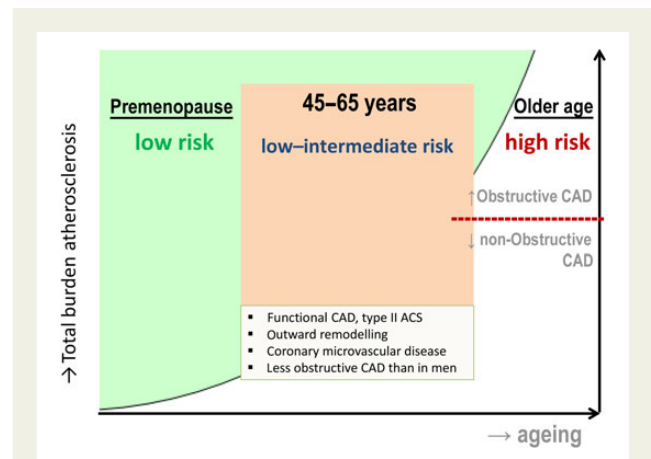 Premenopause
low risk
45–65 years
low–intermediate risk
Older age
high risk
↑Obstructive CAD
↓ non-Obstructive
CAD
→Total burden atherosclerosis
▪ Functional CAD, type II ACS
▪ Outward remodelling
▪ Coronary microvascular disease
▪ Less obstructive CAD than in men
→ ageing